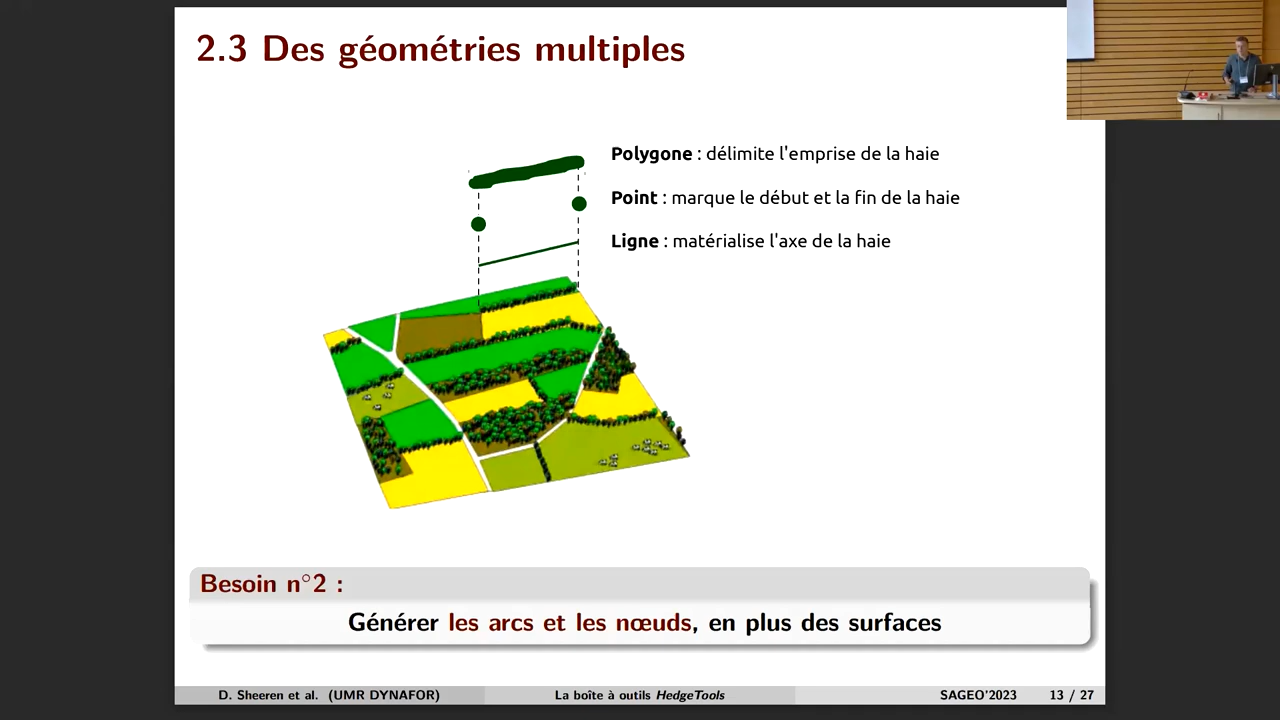 2.3 Des géométries multiples
Polygone : délimite l'emprise de la haie
Point : marque le début et la fin de la haie
Ligne : matérialise l'axe de la haie
Besoin n°2 :
Générer les arcs et les nœuds, en plus des surfaces
D. Sheeren et al. (UMR DYNAFOR) La boîte à outils HedgeTools SAGEO'2023 13 / 27